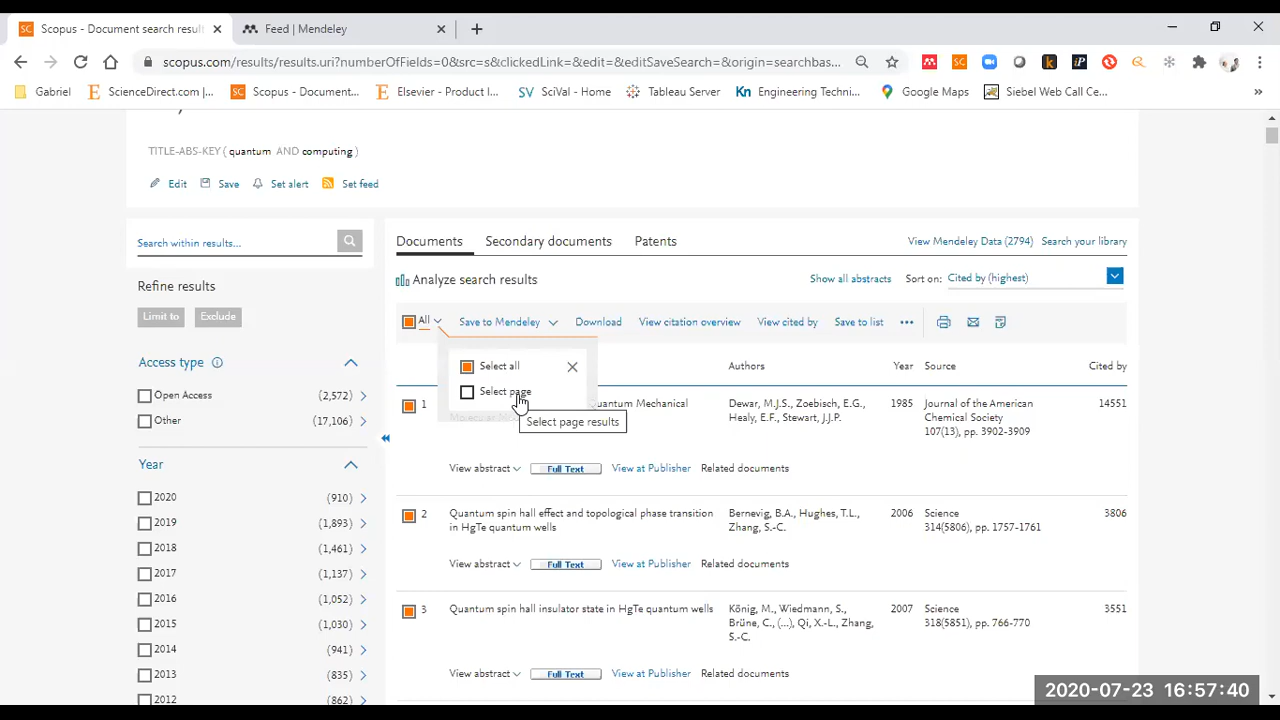 Scopus - Document search result
Feed | Mendeley
scopus.com/results/results.uri?numberOfFields=0&src=s&clickedLink=&edit=&editSaveSearch=&origin=searchbas...
Gabriel
ScienceDirect.com |...
Scopus - Document...
Elsevier - Product I...
SciVal - Home
Tableau Server
Engineering Techni...
Google Maps
Siebel Web Call Ce...
TITLE-ABS-KEY ( quantum AND computing )
Edit
Save
Set alert
Set feed
Search within results...
Documents
Secondary documents
Patents
View Mendeley Data (2794)
Search your library
Refine results
Limit to
Exclude
Analyze search results
Show all abstracts
Sort on:
Cited by (highest)
All
Save to Mendeley
Download
View citation overview
View cited by
Save to list
Select all
Select page
Select page results
Authors
Year
Source
Cited by
Access type
Open Access (2,572)
Other (17,106)
Year
2020 (910)
2019 (1,893)
2018 (1,461)
2017 (1,137)
2016 (1,052)
2015 (1,030)
2014 (941)
2013 (835)
2012 (862)
1
Quantum Mechanical
Dewar, M.J.S., Zoebisch, E.G.,
Healy, E.F., Stewart, J.J.P.
1985
Journal of the American
Chemical Society
107(13), pp. 3902-3909
14551
View abstract
Full Text
View at Publisher
Related documents
2
Quantum spin hall effect and topological phase transition
in HgTe quantum wells
Bernevig, B.A., Hughes, T.L.,
Zhang, S.-C.
2006
Science
314(5806), pp. 1757-1761
3806
View abstract
Full Text
View at Publisher
Related documents
3
Quantum spin hall insulator state in HgTe quantum wells
König, M., Wiedmann, S.,
Brüne, C., (...), Qi, X.-L., Zhang,
S.-C.
2007
Science
318(5851), pp. 766-770
3551
View abstract
Full Text
View at Publisher
Related documents
2020-07-23 16:57:40